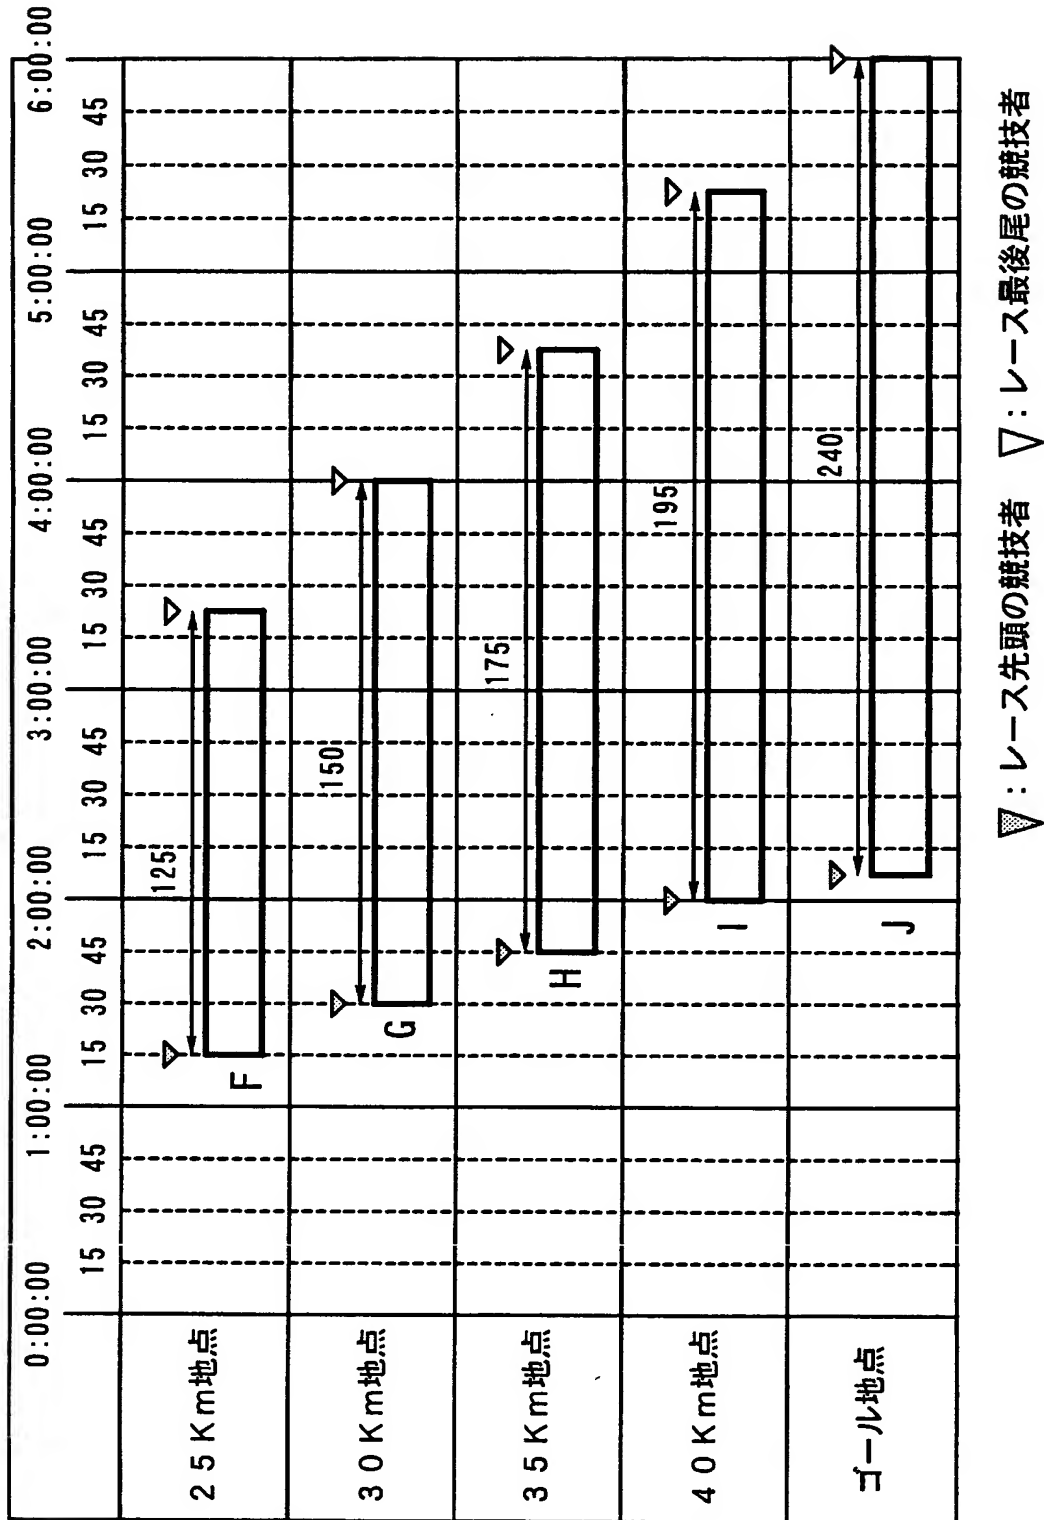 0:00:00 1:00:00 2:00:00 3:00:00 4:00:00 5:00:00 6:00:00
15 30 45 15 30 45 15 30 45 15 30 45 15 30 45 15 30 45
25Km地点 F 125
30Km地点 G 150
35Km地点 H 175
40Km地点 I 195
ゴール地点 J 240
▽:レース先頭の競技者 ▽:レース最後尾の競技者